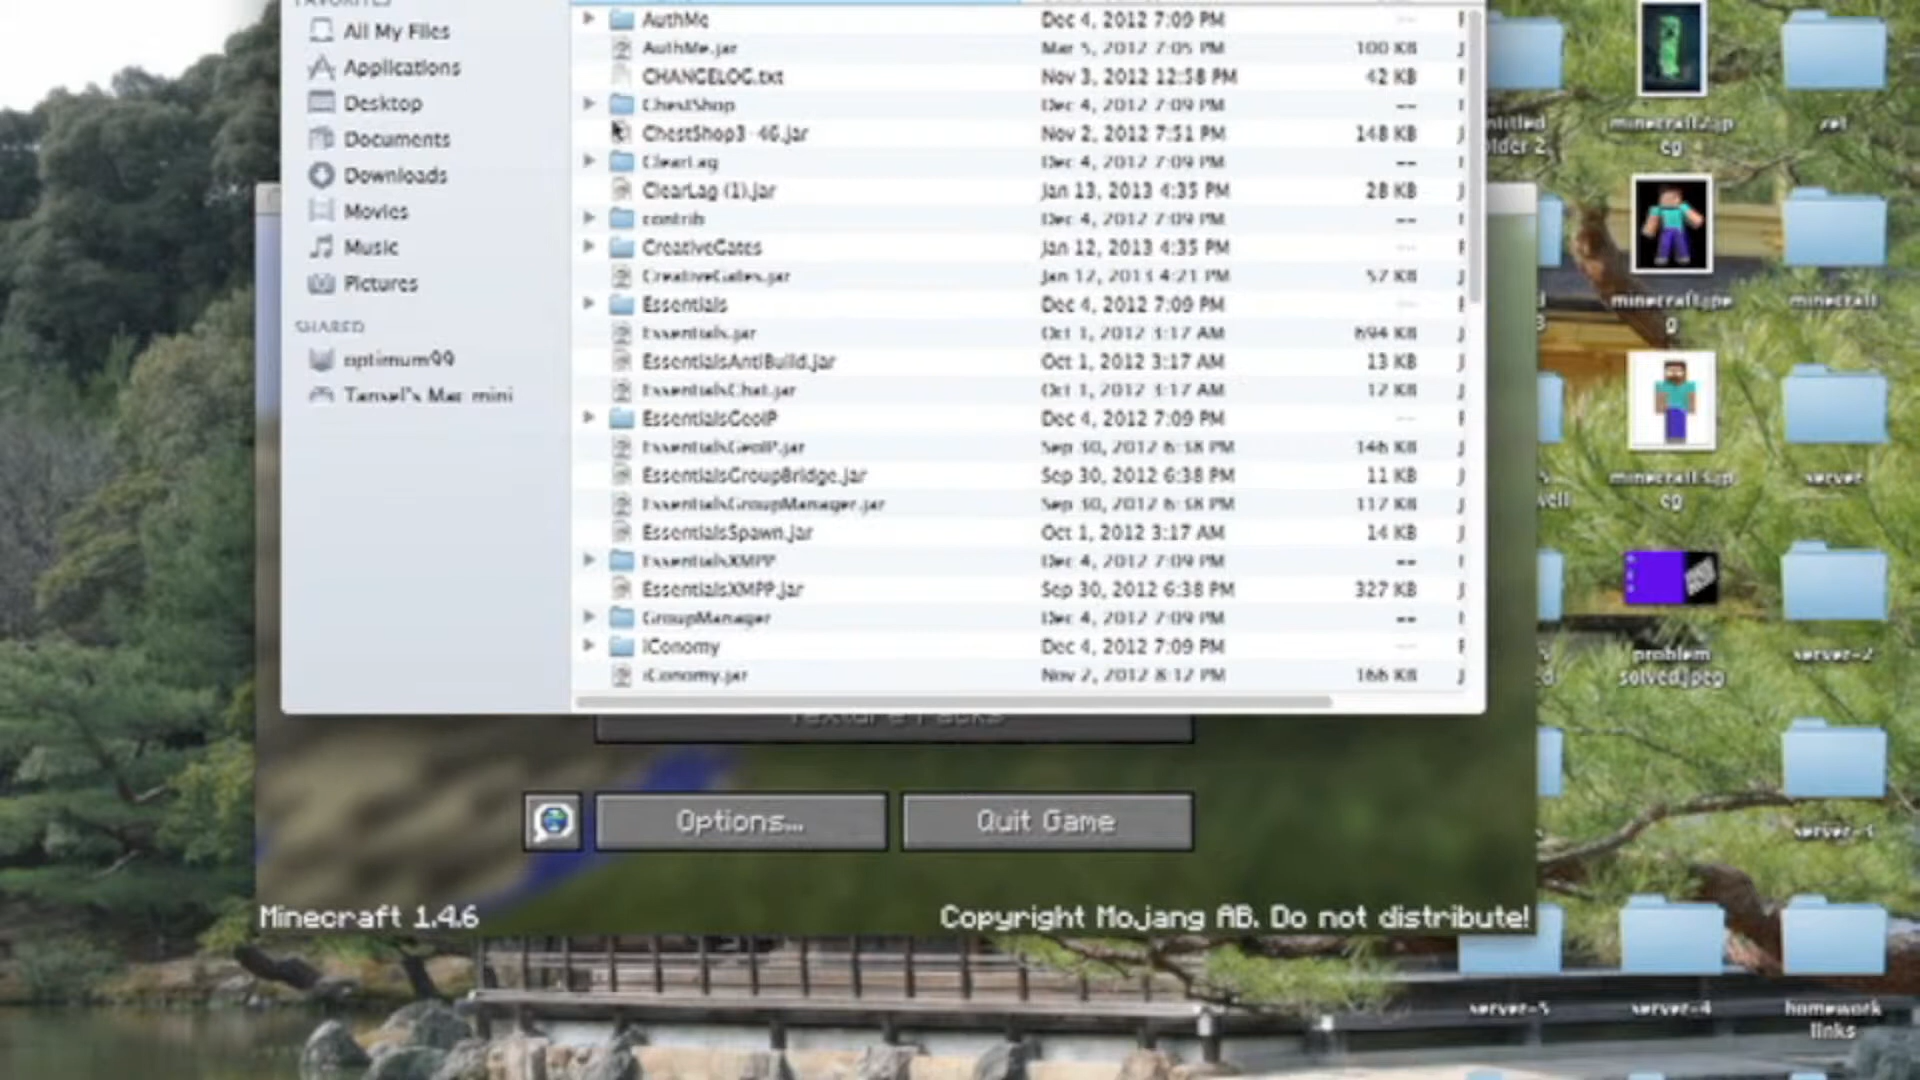 FAVORITES
All My Files
Applications
Desktop
Documents
Downloads
Movies
Music
Pictures
SHARED
optimum99
Tansel's Mac mini
AuthMe Dec 4, 2012 7:09 PM --
AuthMe.jar Mar 5, 2012 7:05 PM 100 KB
CHANGELOG.txt Nov 3, 2012 12:58 PM 42 KB
ChestShop Dec 4, 2012 7:09 PM --
ChestShop3-46.jar Nov 2, 2012 7:51 PM 148 KB
ClearLag Dec 4, 2012 7:09 PM --
ClearLag (1).jar Jan 13, 2013 4:35 PM 28 KB
contrib Dec 4, 2012 7:09 PM --
CreativeGates Jan 12, 2013 4:35 PM --
CreativeGates.jar Jan 12, 2013 4:21 PM 57 KB
Essentials Dec 4, 2012 7:09 PM --
Essentials.jar Oct 1, 2012 3:17 AM 694 KB
EssentialsAntiBuild.jar Oct 1, 2012 3:17 AM 13 KB
EssentialsChat.jar Oct 1, 2012 3:17 AM 12 KB
EssentialsGeoIP Dec 4, 2012 7:09 PM --
EssentialsGeoIP.jar Sep 30, 2012 6:38 PM 146 KB
EssentialsGroupBridge.jar Sep 30, 2012 6:38 PM 11 KB
EssentialsGroupManager.jar Sep 30, 2012 6:38 PM 117 KB
EssentialsSpawn.jar Oct 1, 2012 3:17 AM 14 KB
EssentialsXMPP Dec 4, 2012 7:09 PM --
EssentialsXMPP.jar Sep 30, 2012 6:38 PM 327 KB
GroupManager Dec 4, 2012 7:09 PM --
iConomy Dec 4, 2012 7:09 PM --
iConomy.jar Nov 2, 2012 8:12 PM 166 KB
Texture Packs
Options...
Quit Game
Minecraft 1.4.6
Copyright Mojang AB. Do not distribute!
minecraft2.jp
eg
minecraft.jpe
g
minecraft
server
problem
solved.jpeg
server-2
server-3
server-5
server-4
homework
links